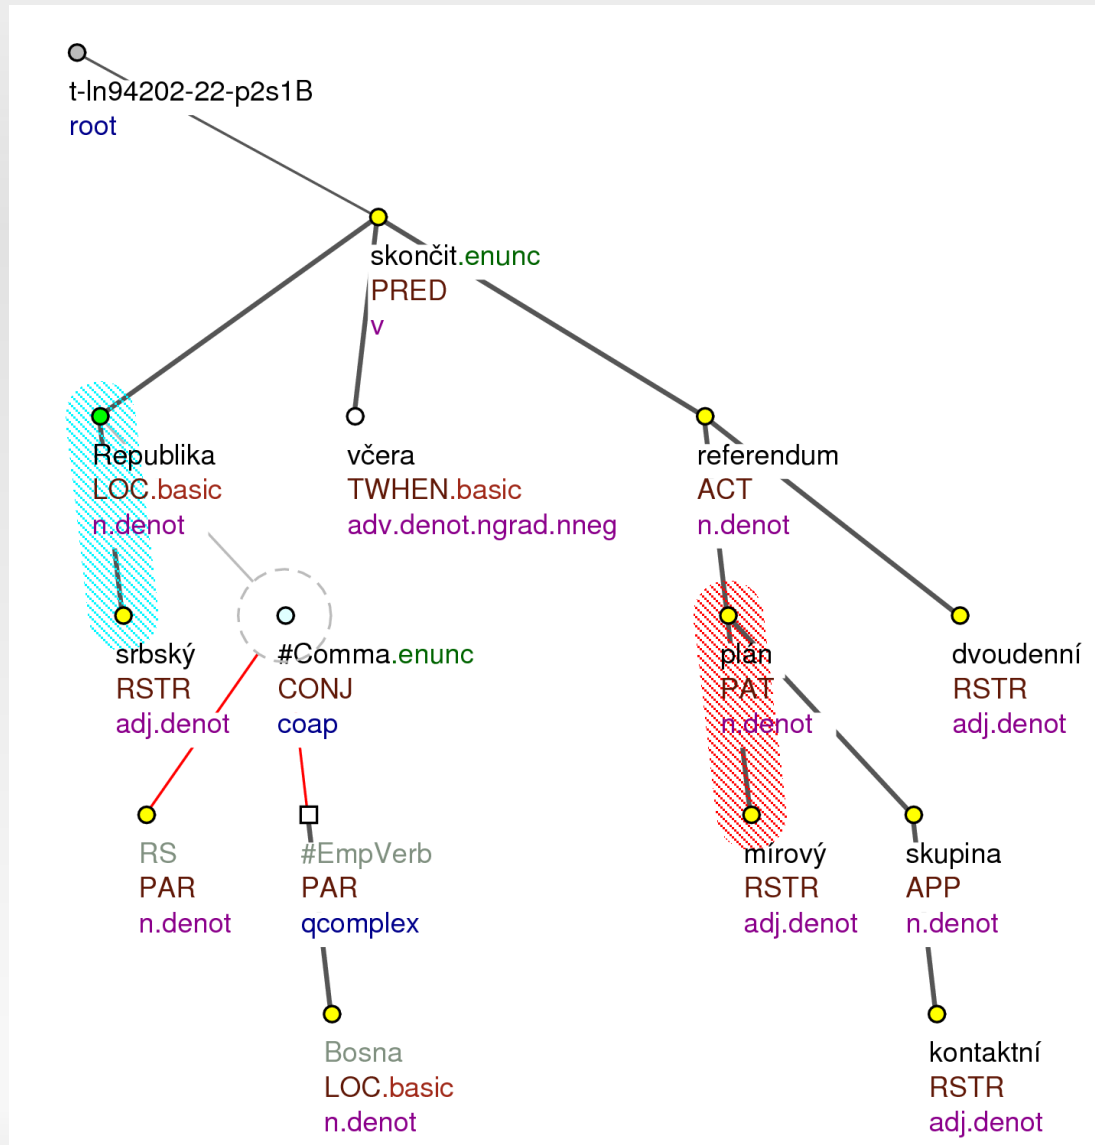 t-ln94202-22-p2s1B
root
skončit.enunc
PRED
v
Republika
LOC.basic
n.denot
včera
TWHEN.basic
adv.denot.ngrad.nneg
referendum
ACT
n.denot
srbský
RSTR
adj.denot
#Comma.enunc
CONJ
coap
plán
PAT
n.denot
dvoudenní
RSTR
adj.denot
RS
PAR
n.denot
#EmpVerb
PAR
qcomplex
mírový
RSTR
adj.denot
skupina
APP
n.denot
Bosna
LOC.basic
n.denot
kontaktní
RSTR
adj.denot